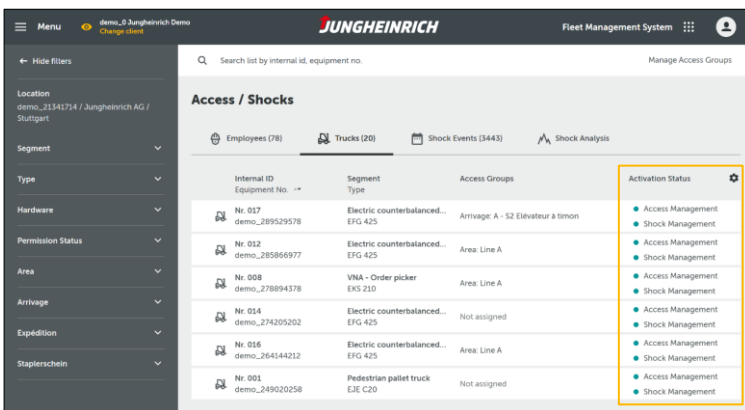 Menu
demo_0 Jungheinrich Demo
Change client
JUNGHEINRICH
Fleet Management System
Hide filters
Search list by internal id, equipment no.
Manage Access Groups
Location
demo_21341714 / Jungheinrich AG /
Stuttgart
Segment
Type
Hardware
Permission Status
Area
Arrivage
Expédition
Staplerschein
Access / Shocks
Employees (78)
Trucks (20)
Shock Events (3443)
Shock Analysis
Internal ID
Equipment No.
Segment
Type
Access Groups
Activation Status
Nr. 017
demo_289529578
Electric counterbalanced...
EFG 425
Arrivage: A - S2 Elévateur à timon
Access Management
Shock Management
Nr. 012
demo_285866977
Electric counterbalanced...
EFG 425
Area: Line A
Access Management
Shock Management
Nr. 008
demo_278894378
VNA - Order picker
EKS 210
Area: Line A
Access Management
Shock Management
Nr. 014
demo_274205202
Electric counterbalanced...
EFG 425
Not assigned
Access Management
Shock Management
Nr. 016
demo_264144212
Electric counterbalanced...
EFG 425
Area: Line A
Access Management
Shock Management
Nr. 001
demo_249020258
Pedestrian pallet truck
EJE C20
Not assigned
Access Management
Shock Management